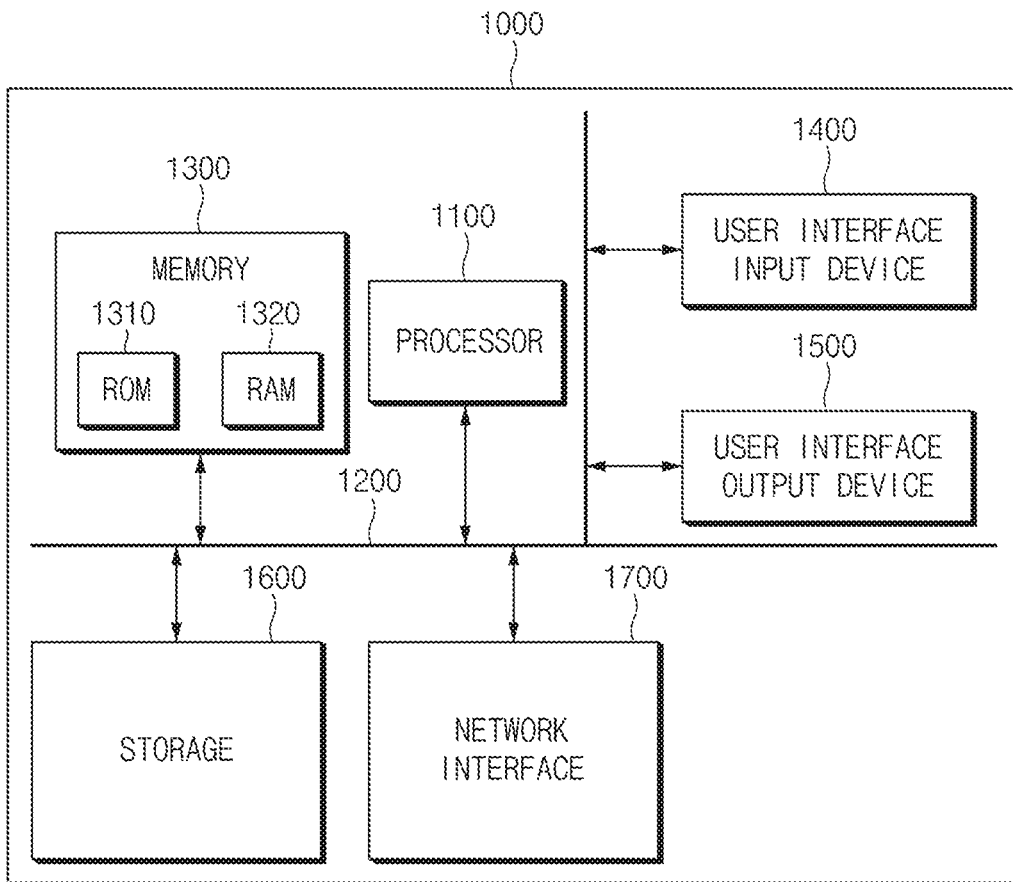 1000
1300
1100
1400
MEMORY
1310
1320
ROM
RAM
PROCESSOR
USER INTERFACE
INPUT DEVICE
1500
USER INTERFACE
OUTPUT DEVICE
1200
1600
1700
STORAGE
NETWORK
INTERFACE